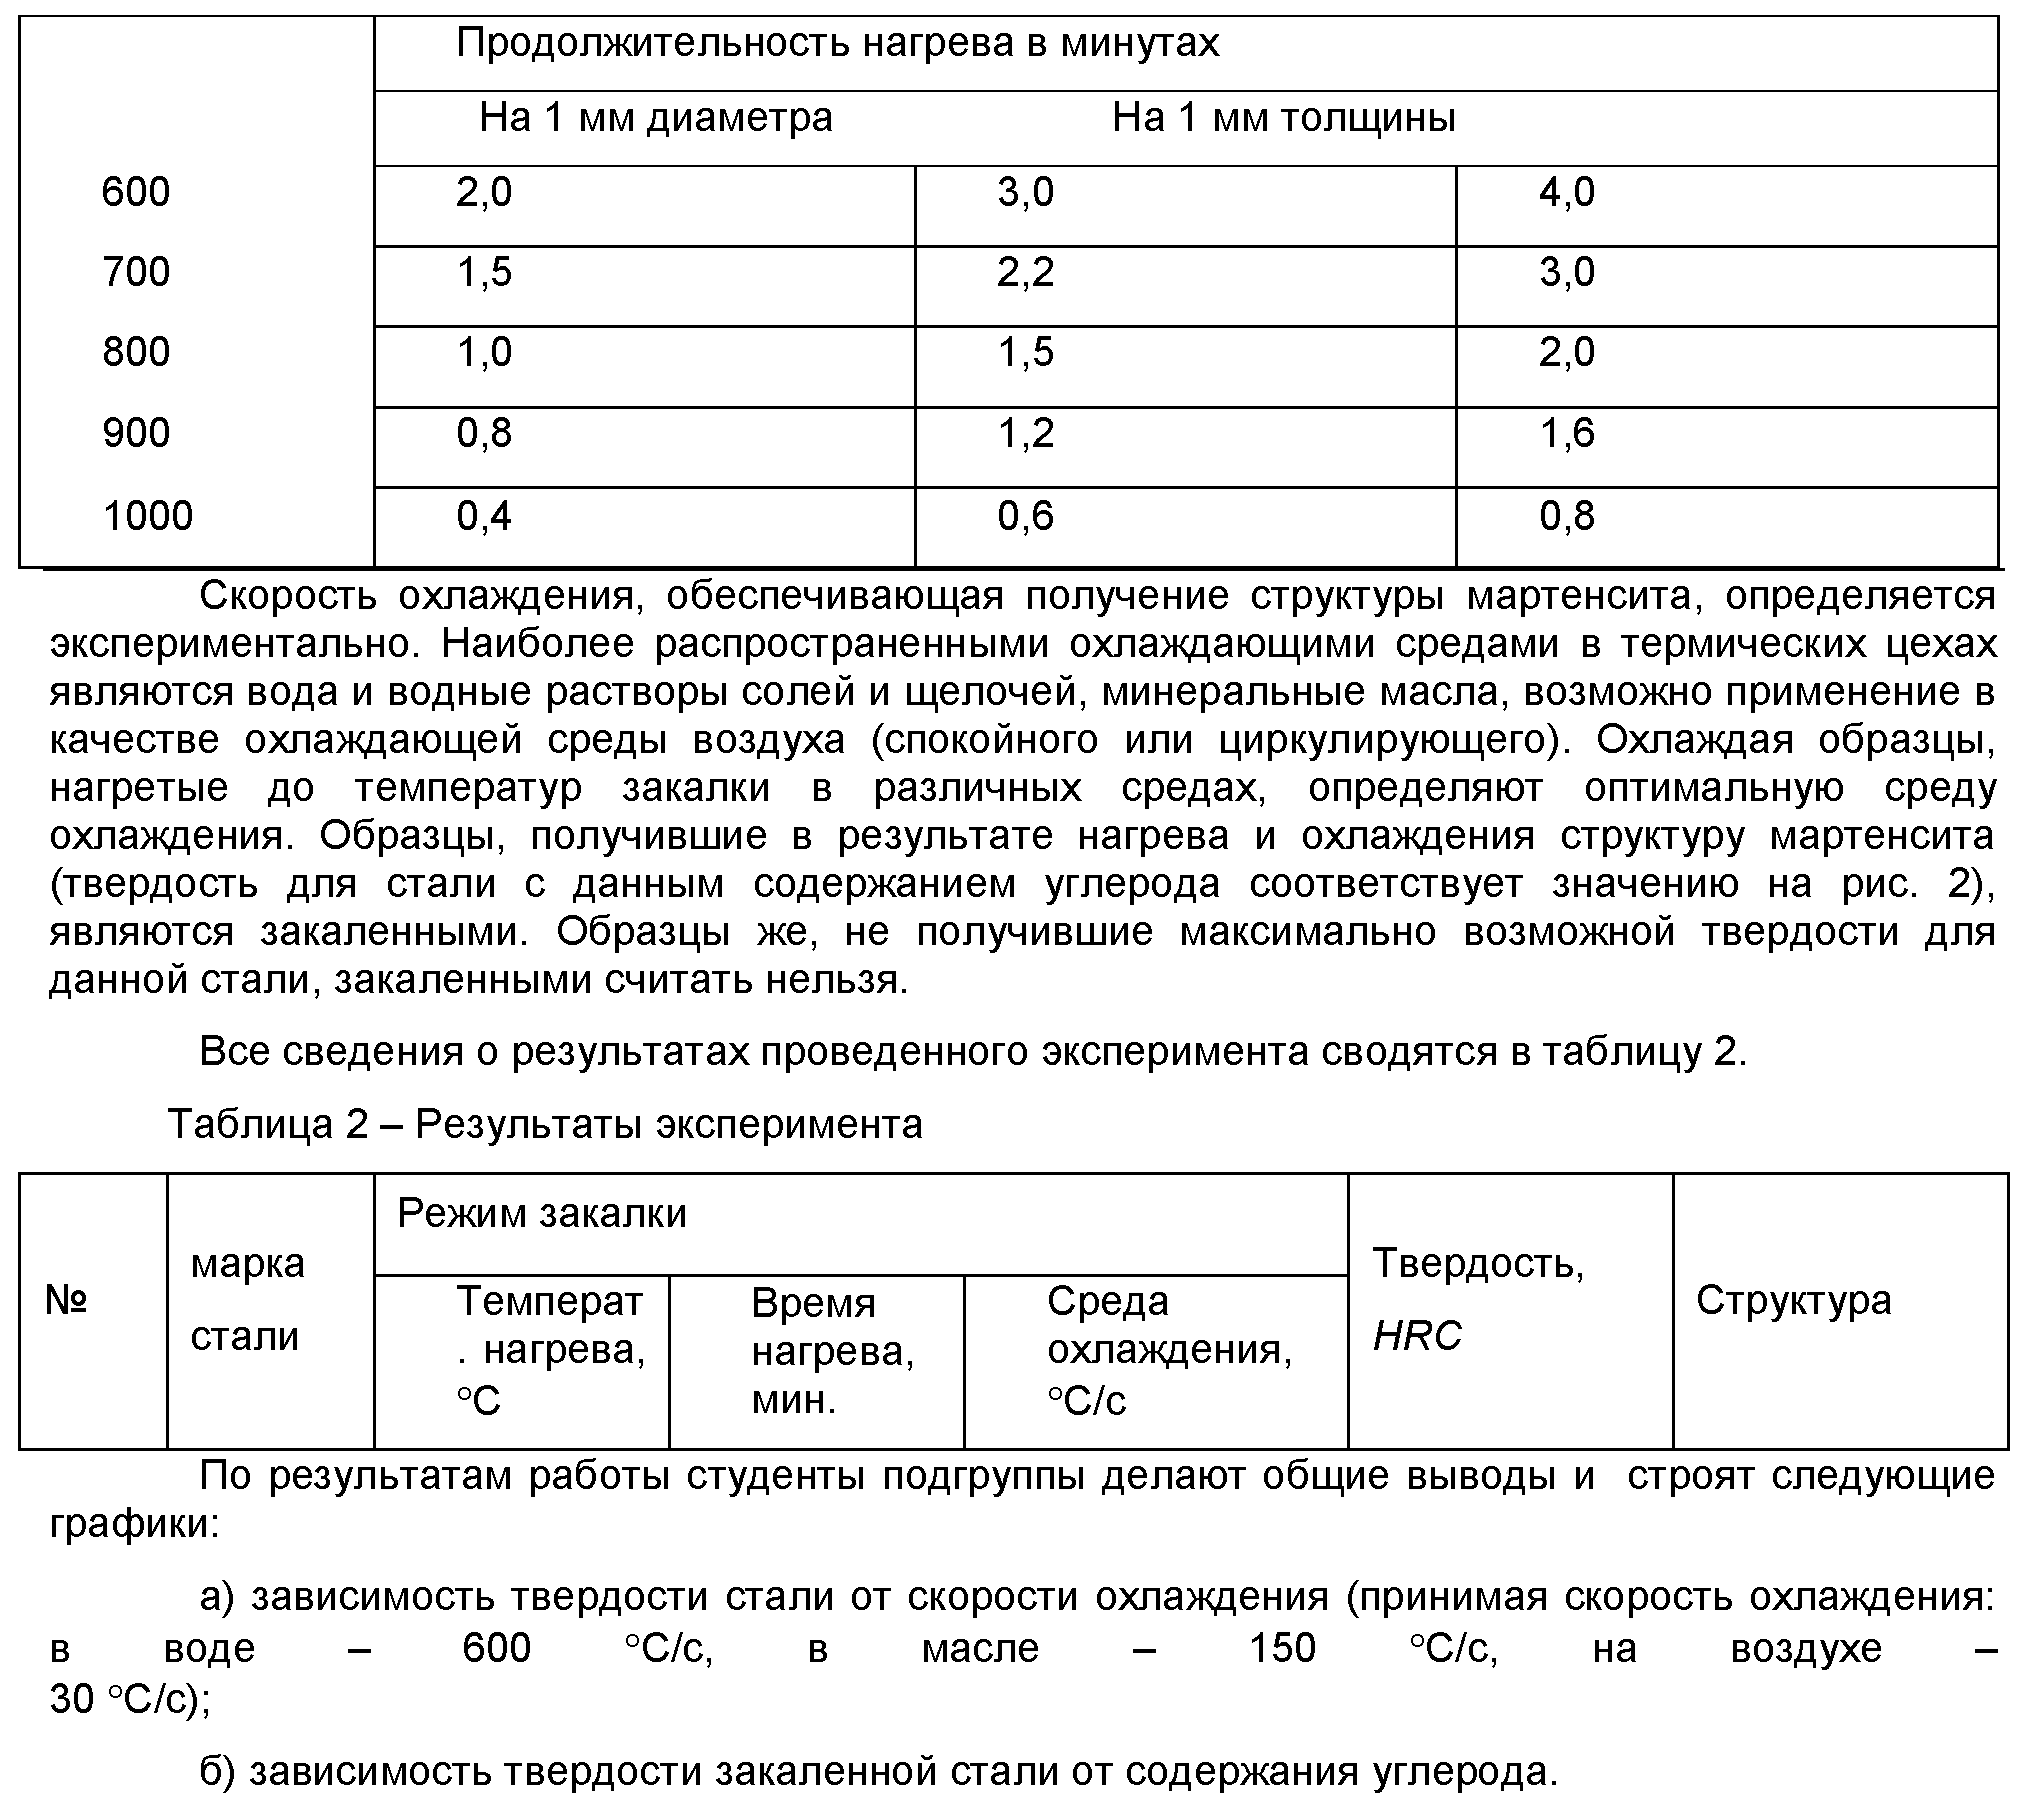 Продолжительность нагрева в минутах
На 1 мм диаметра На 1 мм толщины
600 2,0 3,0 4,0
700 1,5 2,2 3,0
800 1,0 1,5 2,0
900 0,8 1,2 1,6
1000 0,4 0,6 0,8
Скорость охлаждения, обеспечивающая получение структуры мартенсита, определяется
экспериментально. Наиболее распространенными охлаждающими средами в термических цехах
являются вода и водные растворы солей и щелочей, минеральные масла, возможно применение в
качестве охлаждающей среды воздуха (спокойного или циркулирующего). Охлаждая образцы,
нагретые до температур закалки в различных средах, определяют оптимальную среду
охлаждения. Образцы, получившие в результате нагрева и охлаждения структуру мартенсита
(твердость для стали с данным содержанием углерода соответствует значению на рис. 2),
являются закаленными. Образцы же, не получившие максимально возможной твердости для
данной стали, закаленными считать нельзя.
Все сведения о результатах проведенного эксперимента сводятся в таблицу 2.
Таблица 2 – Результаты эксперимента
№
марка
стали
Режим закалки
Температ
. нагрева,
°С
Время
нагрева,
мин.
Среда
охлаждения,
°С/с
Твердость,
HRC
Структура
По результатам работы студенты подгруппы делают общие выводы и строят следующие
графики:
а) зависимость твердости стали от скорости охлаждения (принимая скорость охлаждения:
в воде – 600 °С/с, в масле – 150 °С/с, на воздухе –
30 °С/с);
б) зависимость твердости закаленной стали от содержания углерода.